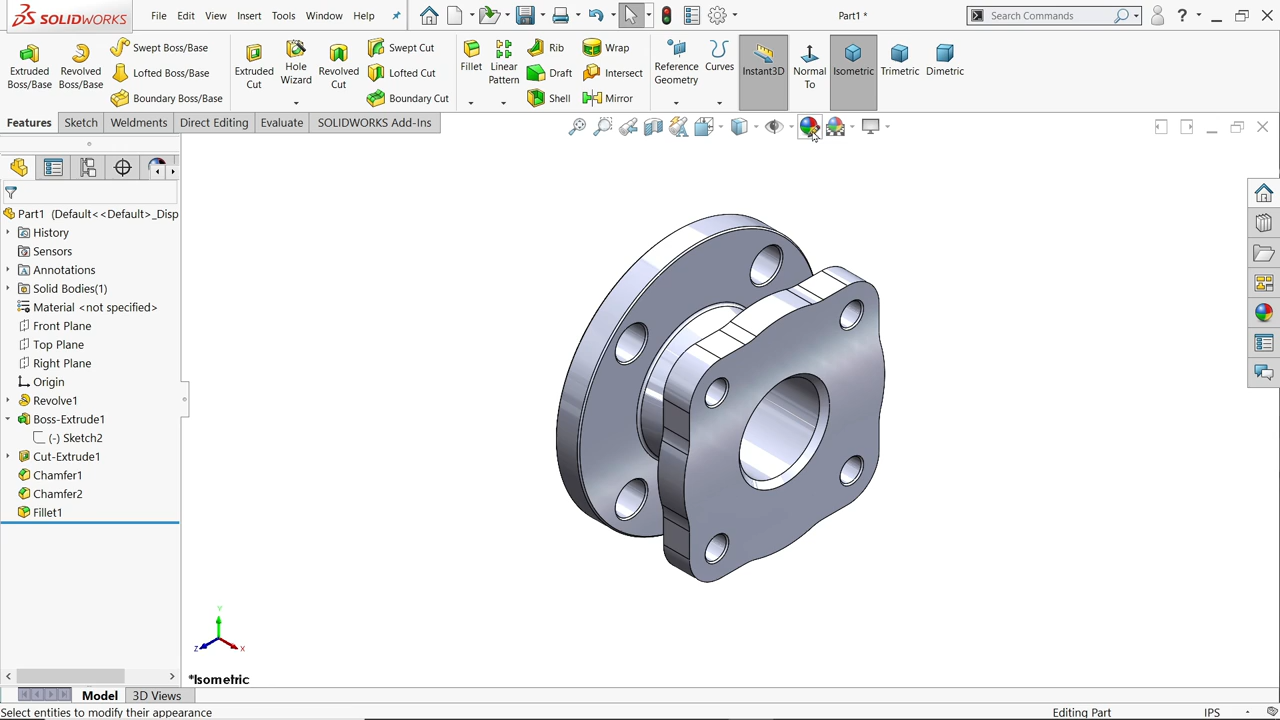 SOLIDWORKS
File Edit View Insert Tools Window Help
Part1 *
Search Commands
?
Extruded Boss/Base
Revolved Boss/Base
Swept Boss/Base
Lofted Boss/Base
Boundary Boss/Base
Extruded Cut
Hole Wizard
Revolved Cut
Swept Cut
Lofted Cut
Boundary Cut
Fillet
Linear Pattern
Rib
Draft
Shell
Wrap
Intersect
Mirror
Reference Geometry
Curves
Instant3D
Normal To
Isometric
Trimetric
Dimetric
Features Sketch Weldments Direct Editing Evaluate SOLIDWORKS Add-Ins
Part1 (Default<<Default>_Disp
History
Sensors
Annotations
Solid Bodies(1)
Material <not specified>
Front Plane
Top Plane
Right Plane
Origin
Revolve1
Boss-Extrude1
(-) Sketch2
Cut-Extrude1
Chamfer1
Chamfer2
Fillet1
Y
Z
X
*Isometric
Model 3D Views
Select entities to modify their appearance
Editing Part
IPS